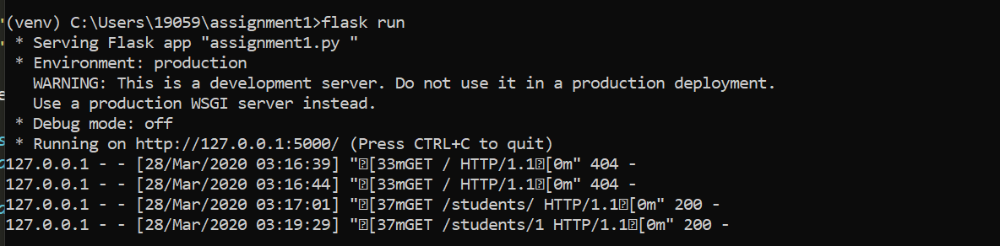 (venv) C:\Users\19059\assignment1>flask run
 * Serving Flask app "assignment1.py "
 * Environment: production
   WARNING: This is a development server. Do not use it in a production deployment.
   Use a production WSGI server instead.
 * Debug mode: off
 * Running on http://127.0.0.1:5000/ (Press CTRL+C to quit)
127.0.0.1 - - [28/Mar/2020 03:16:39] "␛[33mGET / HTTP/1.1␛[0m" 404 -
127.0.0.1 - - [28/Mar/2020 03:16:44] "␛[33mGET / HTTP/1.1␛[0m" 404 -
127.0.0.1 - - [28/Mar/2020 03:17:01] "␛[37mGET /students/ HTTP/1.1␛[0m" 200 -
127.0.0.1 - - [28/Mar/2020 03:19:29] "␛[37mGET /students/1 HTTP/1.1␛[0m" 200 -